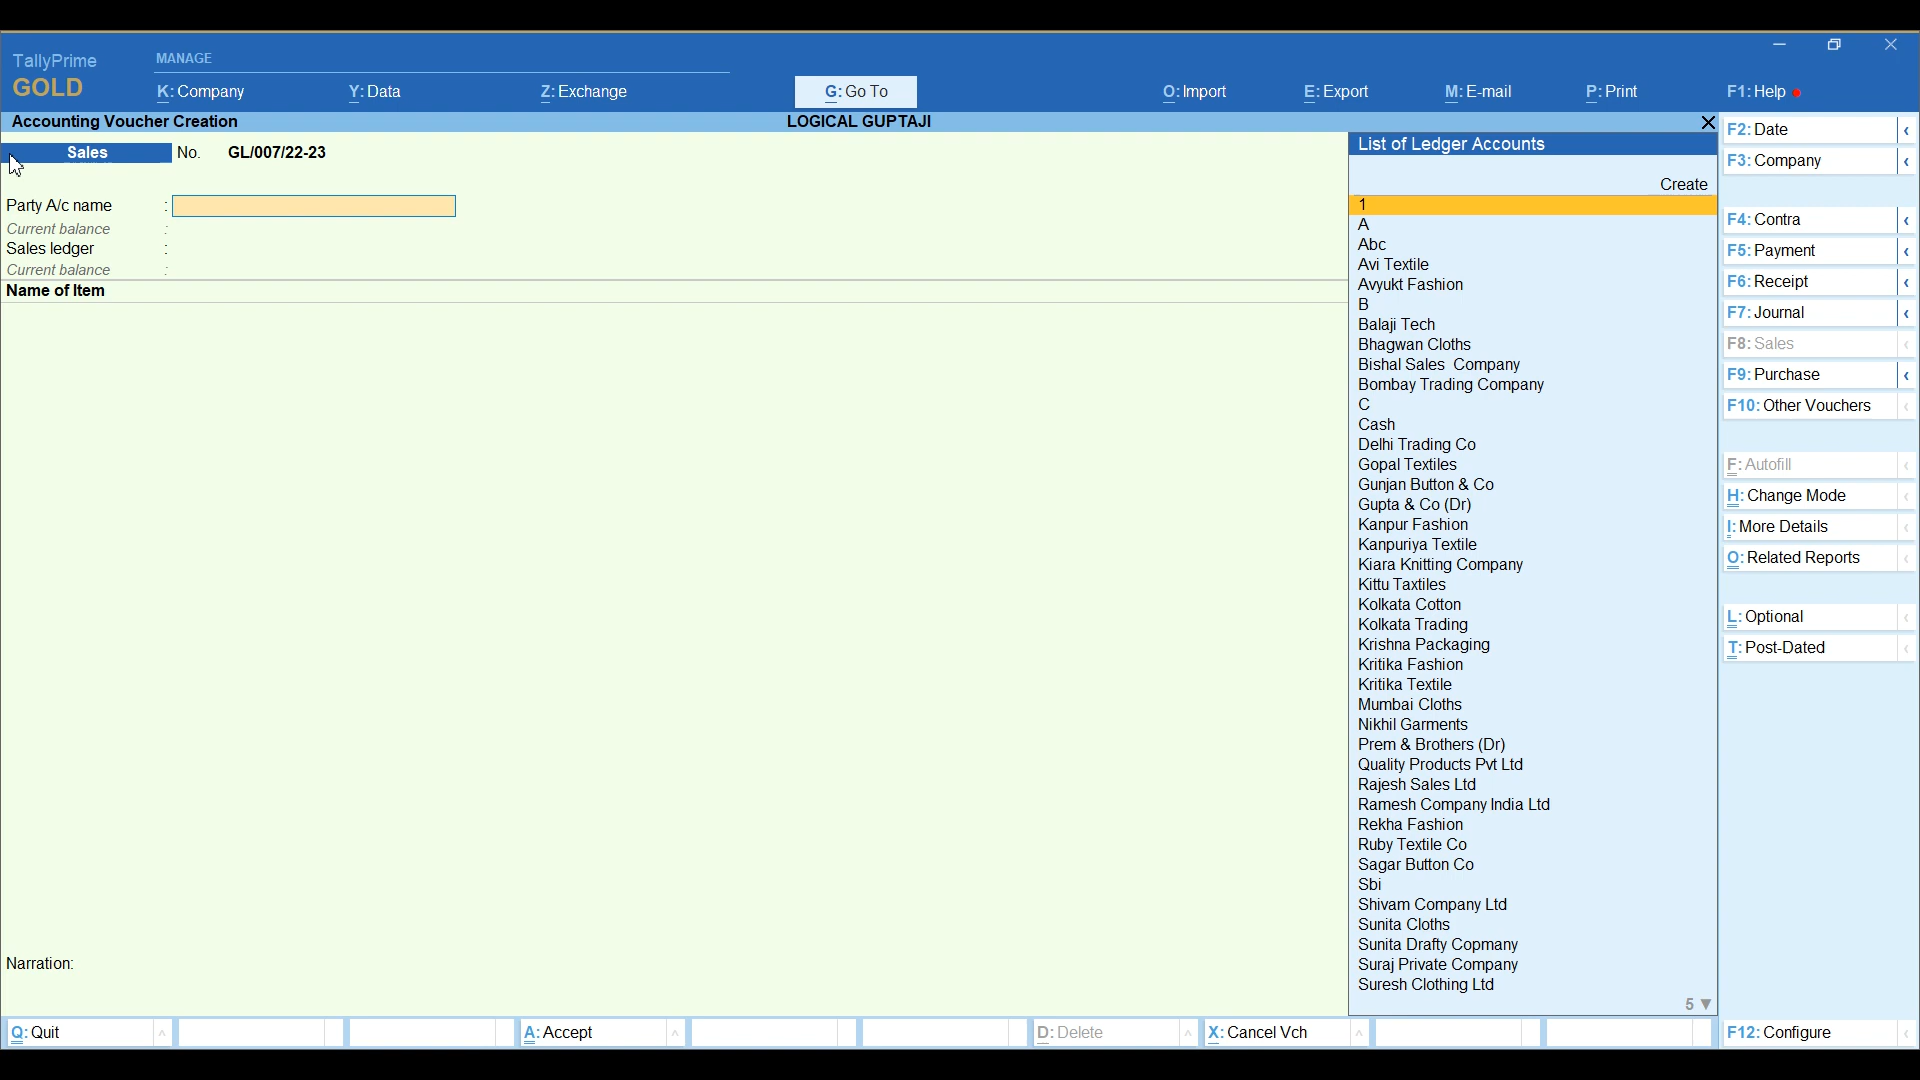 TallyPrime
GOLD
MANAGE
K: Company
Y: Data
Z: Exchange
G: Go To
O: Import
E: Export
M: E-mail
P: Print
F1: Help
Accounting Voucher Creation
LOGICAL GUPTAJI
Sales No. GL/007/22-23
Party A/c name :
Current balance :
Sales ledger :
Current balance :
Name of Item
Narration:
List of Ledger Accounts
Create
1
A
Abc
Avi Textile
Avyukt Fashion
B
Balaji Tech
Bhagwan Cloths
Bishal Sales Company
Bombay Trading Company
C
Cash
Delhi Trading Co
Gopal Textiles
Gunjan Button & Co
Gupta & Co (Dr)
Kanpur Fashion
Kanpuriya Textile
Kiara Knitting Company
Kittu Taxtiles
Kolkata Cotton
Kolkata Trading
Krishna Packaging
Kritika Fashion
Kritika Textile
Mumbai Cloths
Nikhil Garments
Prem & Brothers (Dr)
Quality Products Pvt Ltd
Rajesh Sales Ltd
Ramesh Company India Ltd
Rekha Fashion
Ruby Textile Co
Sagar Button Co
Sbi
Shivam Company Ltd
Sunita Cloths
Sunita Drafty Copmany
Suraj Private Company
Suresh Clothing Ltd
5 ▼
F2: Date
F3: Company
F4: Contra
F5: Payment
F6: Receipt
F7: Journal
F8: Sales
F9: Purchase
F10: Other Vouchers
F: Autofill
H: Change Mode
I: More Details
O: Related Reports
L: Optional
T: Post-Dated
Q: Quit
A: Accept
D: Delete
X: Cancel Vch
F12: Configure